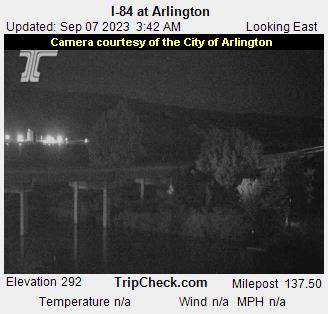 I-84 at Arlington
Updated: Sep 07 2023 3:42 AM Looking East
Camera courtesy of the City of Arlington
Elevation 292 TripCheck.com Milepost 137.50
Temperature n/a Wind n/a MPH n/a